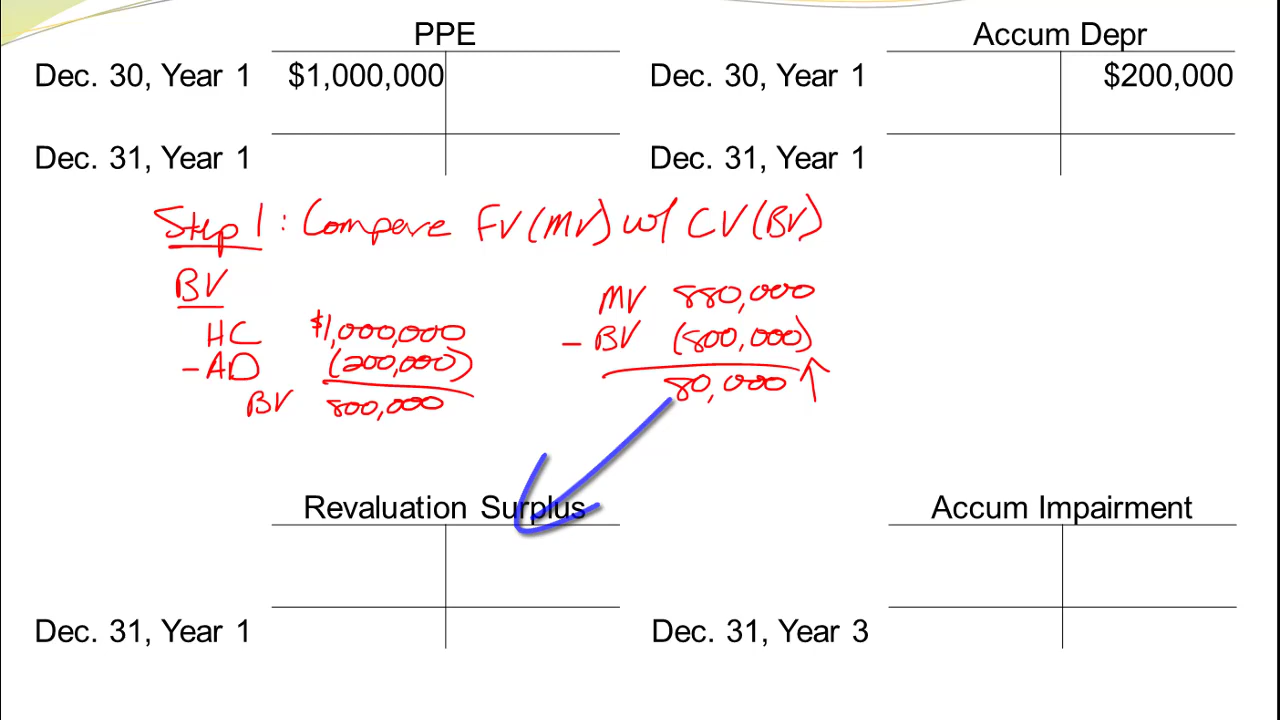 PPE
Accum Depr
Dec. 30, Year 1 $1,000,000
Dec. 30, Year 1 $200,000
Dec. 31, Year 1
Dec. 31, Year 1
Step 1: Compare FV(MV) w/ CV(BV)
BV
HC $1,000,000
- AD (200,000)
BV 800,000
MV 880,000
- BV (800,000)
80,000 ↑
Revaluation Surplus
Accum Impairment
Dec. 31, Year 1
Dec. 31, Year 3